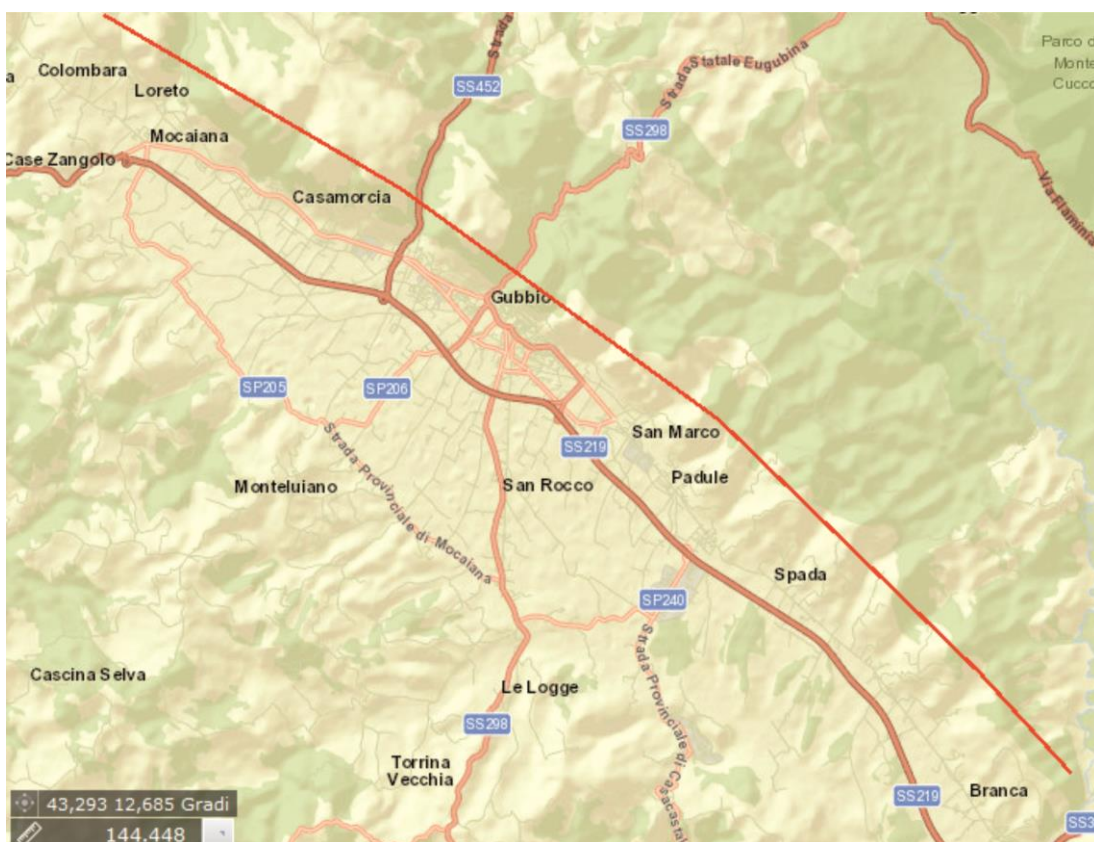 Strada
Strada Statale Eugubina
Parco d
Monte
Cucco
Colombara
a
Loreto
SS452
SS298
Mocaiana
Case Zangolo
Casamorcia
Via Flaminia
Gubbio
SP205
SP206
San Marco
SS219
Padule
Monteluiano
San Rocco
Strada Provinciale di Mocaiana
Spada
SP240
Cascina Selva
Le Logge
Strada Provinciale di Casacastal
SS298
Torrina
Vecchia
Branca
SS219
SS3
43,293 12,685 Gradi
144.448